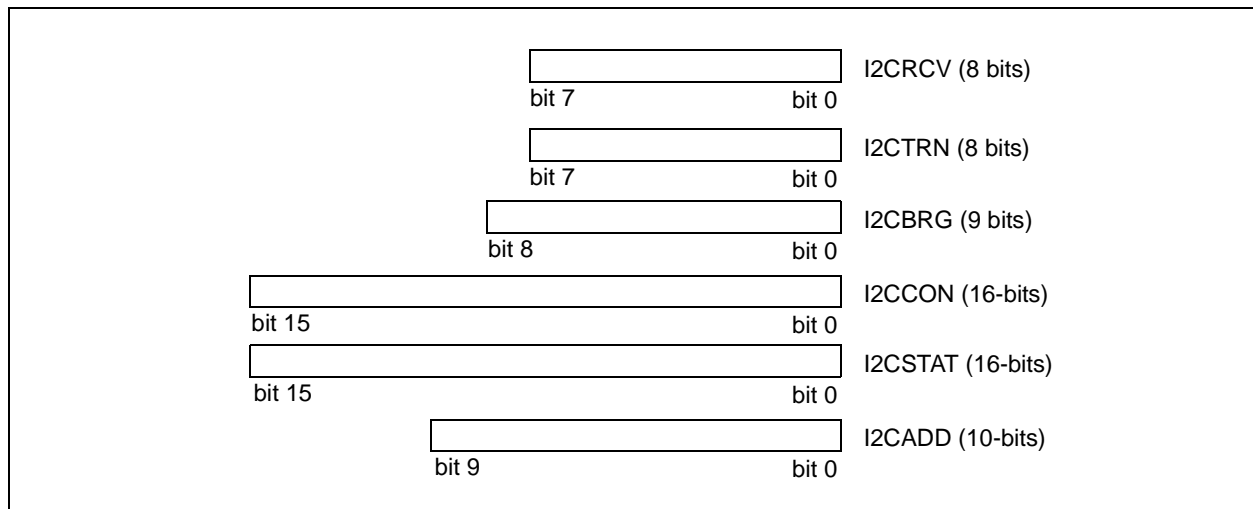 I2CRCV (8 bits)
bit 7 bit 0
I2CTRN (8 bits)
bit 7 bit 0
I2CBRG (9 bits)
bit 8 bit 0
I2CCON (16-bits)
bit 15 bit 0
I2CSTAT (16-bits)
bit 15 bit 0
I2CADD (10-bits)
bit 9 bit 0